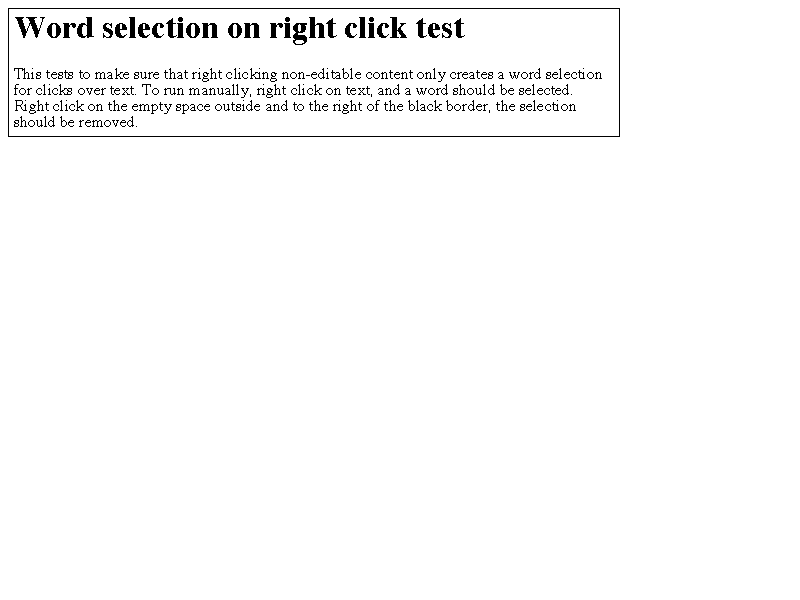 Word selection on right click test
This tests to make sure that right clicking non-editable content only creates a word selection
for clicks over text. To run manually, right click on text, and a word should be selected.
Right click on the empty space outside and to the right of the black border, the selection
should be removed.